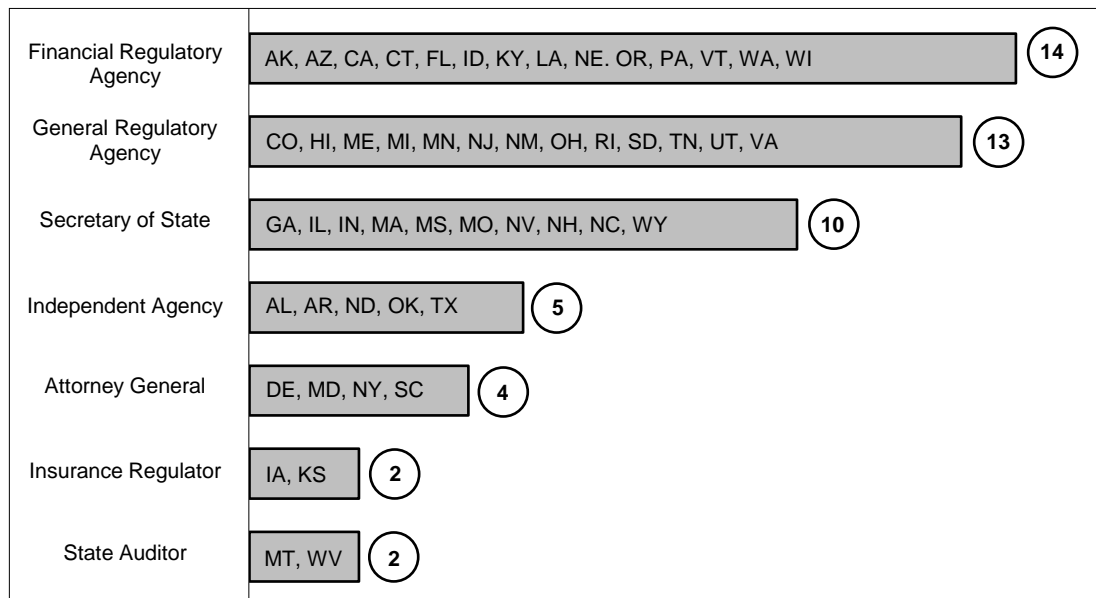 Financial Regulatory
Agency
AK, AZ, CA, CT, FL, ID, KY, LA, NE. OR, PA, VT, WA, WI
14
General Regulatory
Agency
CO, HI, ME, MI, MN, NJ, NM, OH, RI, SD, TN, UT, VA
13
Secretary of State
GA, IL, IN, MA, MS, MO, NV, NH, NC, WY
10
Independent Agency
AL, AR, ND, OK, TX
5
Attorney General
DE, MD, NY, SC
4
Insurance Regulator
IA, KS
2
State Auditor
MT, WV
2